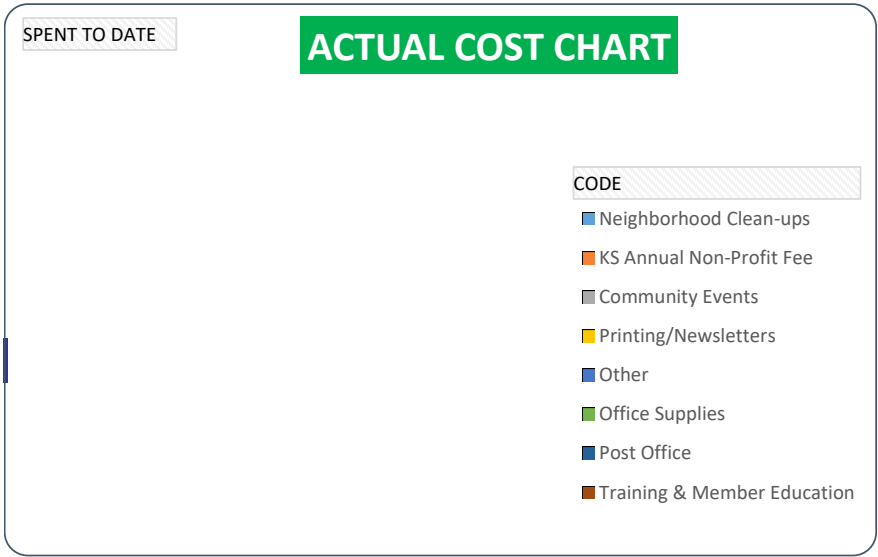 SPENT TO DATE
ACTUAL COST CHART
CODE
Neighborhood Clean-ups
KS Annual Non-Profit Fee
Community Events
Printing/Newsletters
Other
Office Supplies
Post Office
Training & Member Education